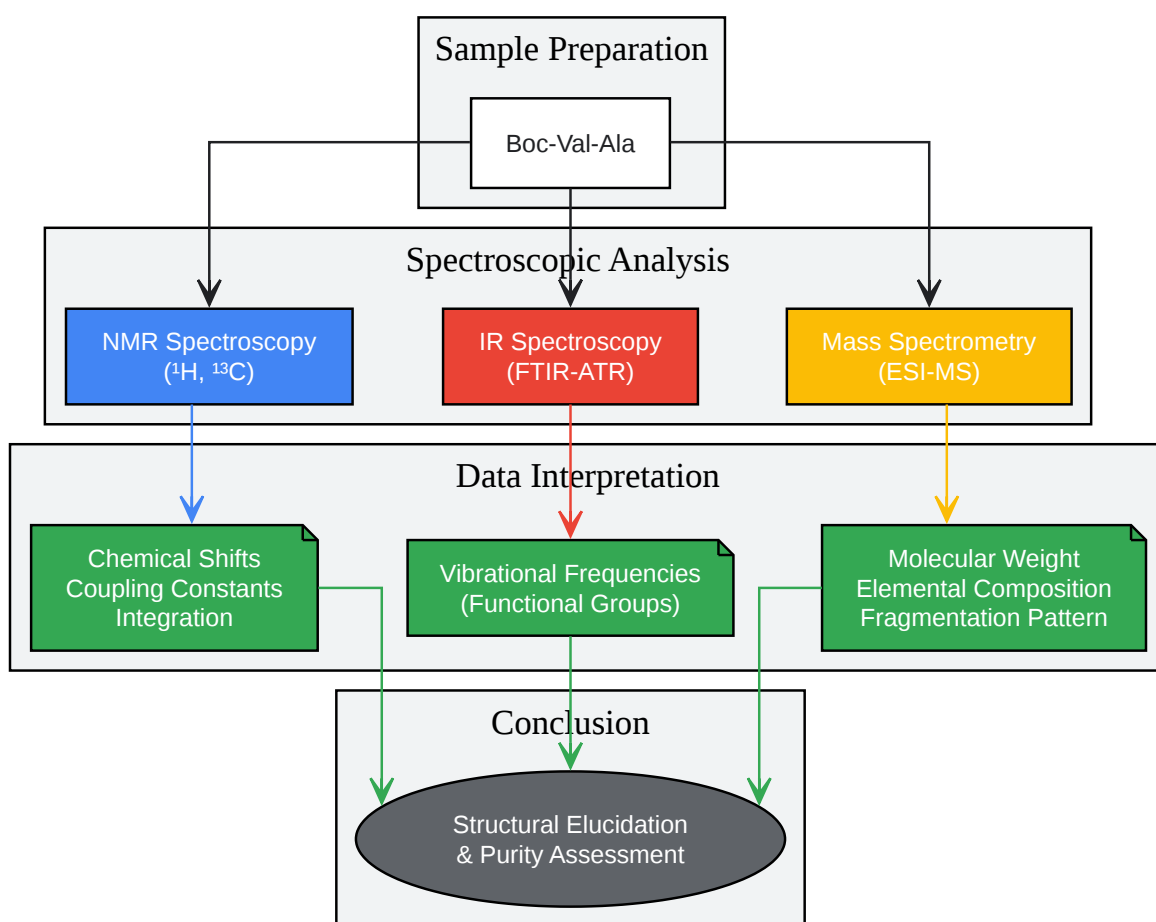 Sample Preparation
Boc-Val-Ala
Spectroscopic Analysis
NMR Spectroscopy
(¹H, ¹³C)
IR Spectroscopy
(FTIR-ATR)
Mass Spectrometry
(ESI-MS)
Data Interpretation
Chemical Shifts
Coupling Constants
Integration
Vibrational Frequencies
(Functional Groups)
Molecular Weight
Elemental Composition
Fragmentation Pattern
Conclusion
Structural Elucidation
& Purity Assessment